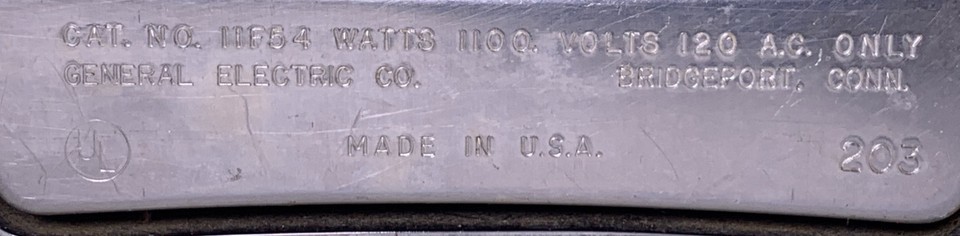 CAT. NO. 11F54 WATTS 1100. VOLTS 120 A.C. ONLY
GENERAL ELECTRIC CO. BRIDGEPORT, CONN.
UL MADE IN U.S.A. 203